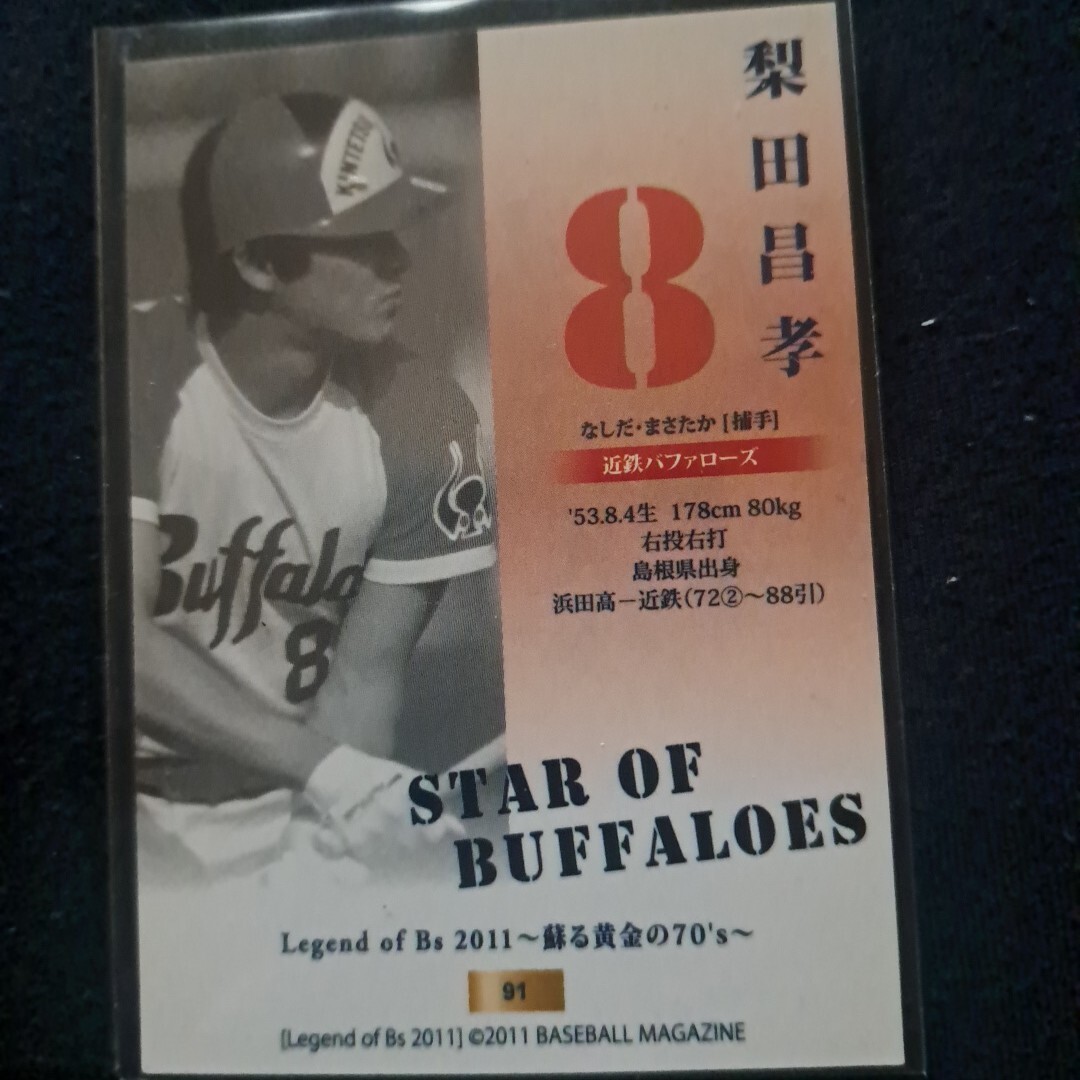 梨田昌孝
8
なしだ・まさたか [捕手]
近鉄バファローズ
'53.8.4生 178cm 80kg
右投右打
島根県出身
浜田高－近鉄(72②～88引)
KINTETSU
Buffalo
8
STAR OF
BUFFALOES
Legend of Bs 2011～蘇る黄金の70's～
91
[Legend of Bs 2011] ©2011 BASEBALL MAGAZINE